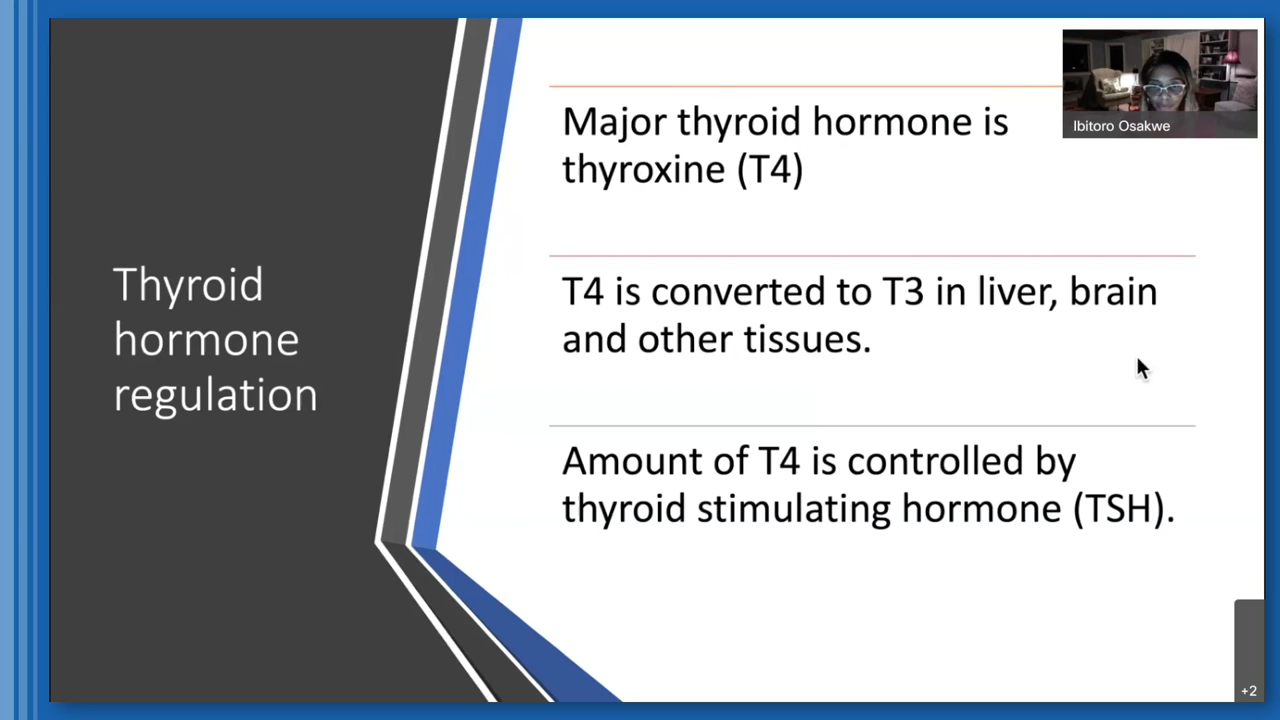 Thyroid
hormone
regulation
Major thyroid hormone is
thyroxine (T4)
T4 is converted to T3 in liver, brain
and other tissues.
Amount of T4 is controlled by
thyroid stimulating hormone (TSH).
Ibitoro Osakwe
+2